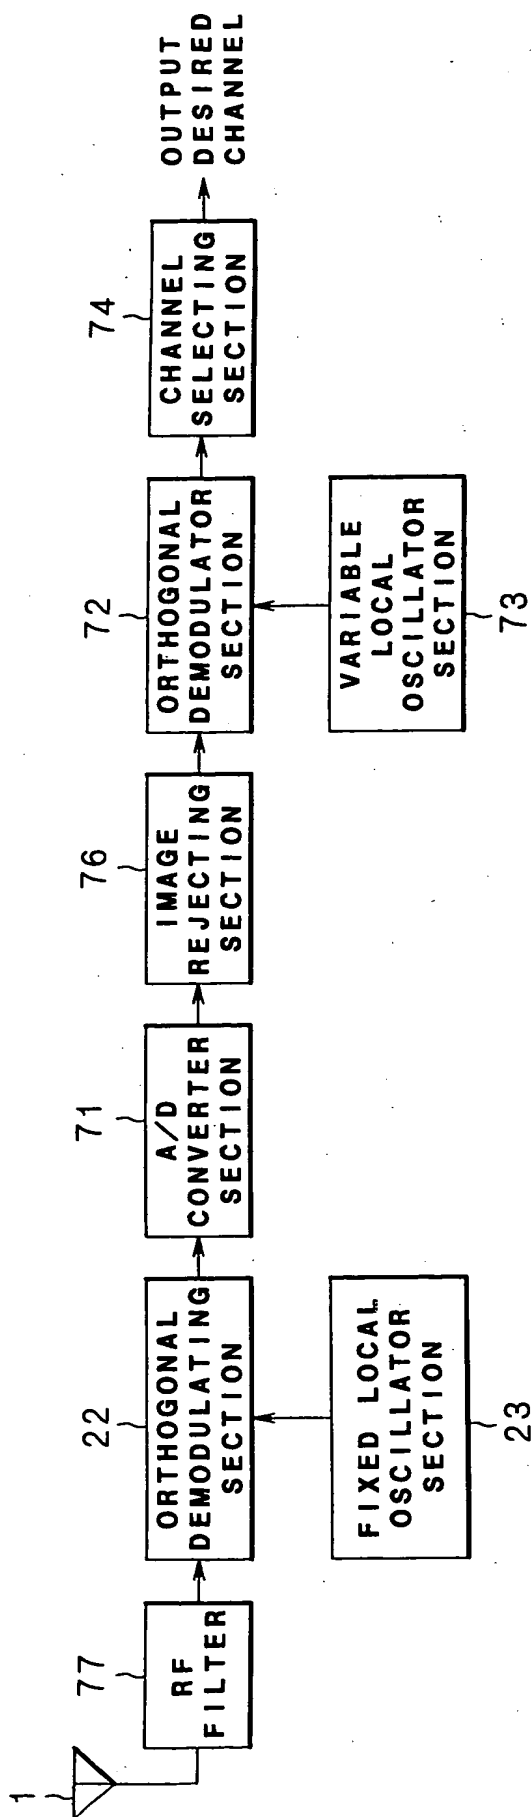 1
77
RF
FILTER
22
ORTHOGONAL
DEMODULATING
SECTION
FIXED LOCAL
OSCILLATOR
SECTION
23
71
A/D
CONVERTER
SECTION
76
IMAGE
REJECTING
SECTION
72
ORTHOGONAL
DEMODULATOR
SECTION
VARIABLE
LOCAL
OSCILLATOR
SECTION
73
74
CHANNEL
SELECTING
SECTION
OUTPUT
DESIRED
CHANNEL